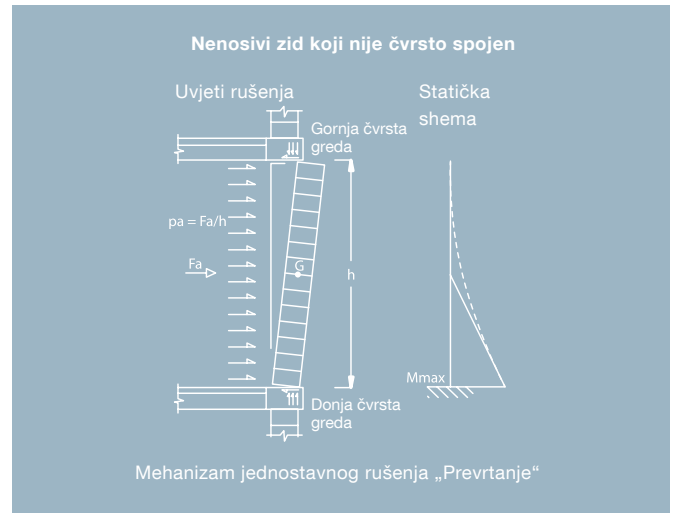 Nenosivi zid koji nije čvrsto spojen
Uvjeti rušenja
Statička
shema
Gornja čvrsta
greda
pa = Fa/h
Fa
G
h
Mmax
Donja čvrsta
greda
Mehanizam jednostavnog rušenja „Prevrtanje“